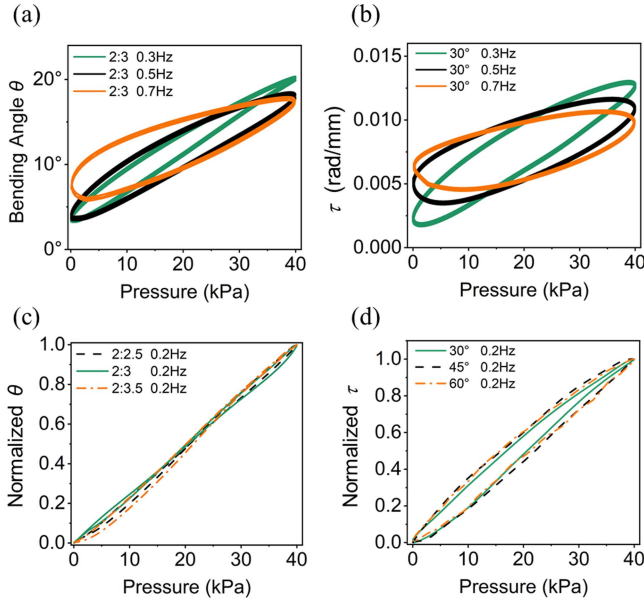 (a)
2:3 0.3Hz
2:3 0.5Hz
2:3 0.7Hz
Bending Angle θ
20°
10°
0°
0 10 20 30 40
Pressure (kPa)
(b)
30° 0.3Hz
30° 0.5Hz
30° 0.7Hz
τ (rad/mm)
0.015
0.010
0.005
0.000
0 10 20 30 40
Pressure (kPa)
(c)
2:2.5 0.2Hz
2:3 0.2Hz
2:3.5 0.2Hz
Normalized θ
1.0
0.8
0.6
0.4
0.2
0.0
0 10 20 30 40
Pressure (kPa)
(d)
30° 0.2Hz
45° 0.2Hz
60° 0.2Hz
Normalized τ
1.0
0.8
0.6
0.4
0.2
0.0
0 10 20 30 40
Pressure (kPa)